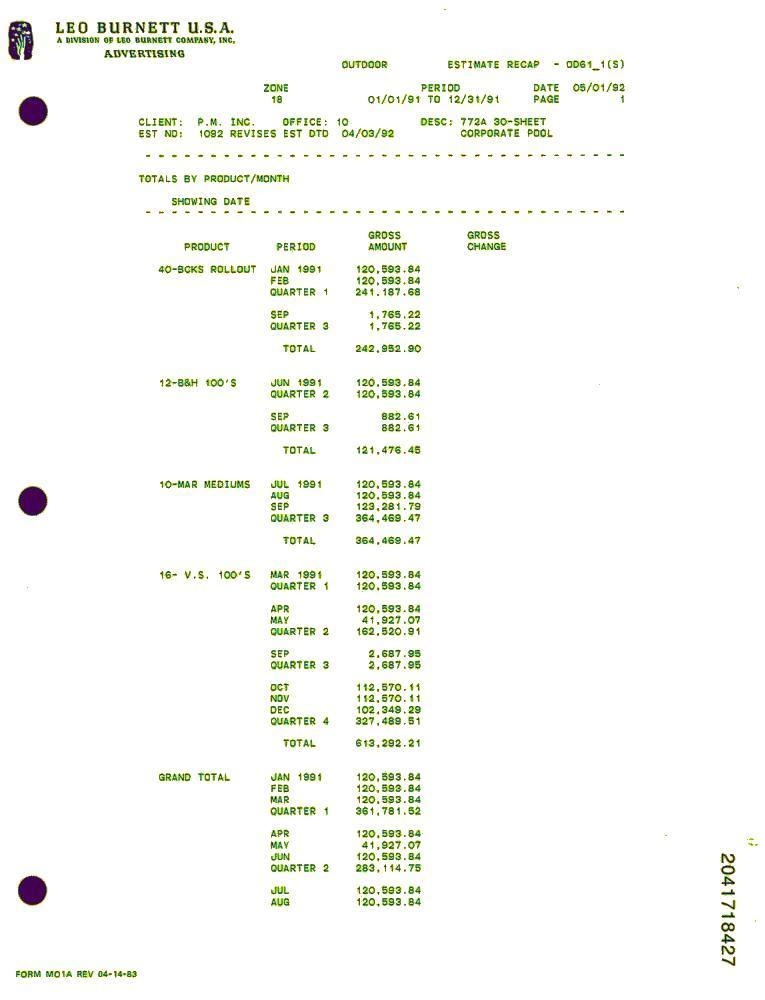 LEO BURNETT U.S.A.
A DIVISION OF LEO BURNETT COMPANY, INC.
ADVERTISING
OUTDOOR ESTIMATE RECAP - OD61_1(S)
ZONE PERIOD DATE 05/01/92
18 01/01/91 TO 12/31/91 PAGE 1
CLIENT: P.M. INC. OFFICE: 10 DESC: 772A 30-SHEET
EST NO: 1092 REVISES EST DTD 04/03/92 CORPORATE POOL
- - - - - - - - - - - - - - - - - - - - - - - - - - - - - - - - - - - - - - - -
TOTALS BY PRODUCT/MONTH
SHOWING DATE
- - - - - - - - - - - - - - - - - - - - - - - - - - - - - - - - - - - - - - - -
GROSS GROSS
PRODUCT PERIOD AMOUNT CHANGE
40-BCKS ROLLOUT JAN 1991 120,593.84
FEB 120,593.84
QUARTER 1 241,187.68
SEP 1,765.22
QUARTER 3 1,765.22
TOTAL 242,952.90
12-B&H 100'S JUN 1991 120,593.84
QUARTER 2 120,593.84
SEP 882.61
QUARTER 3 882.61
TOTAL 121,476.45
10-MAR MEDIUMS JUL 1991 120,593.84
AUG 120,593.84
SEP 123,281.79
QUARTER 3 364,469.47
TOTAL 364,469.47
16- V.S. 100'S MAR 1991 120,593.84
QUARTER 1 120,593.84
APR 120,593.84
MAY 41,927.07
QUARTER 2 162,520.91
SEP 2,687.95
QUARTER 3 2,687.95
OCT 112,570.11
NOV 112,570.11
DEC 102,349.29
QUARTER 4 327,489.51
TOTAL 613,292.21
GRAND TOTAL JAN 1991 120,593.84
FEB 120,593.84
MAR 120,593.84
QUARTER 1 361,781.52
APR 120,593.84
MAY 41,927.07
JUN 120,593.84
QUARTER 2 283,114.75
JUL 120,593.84
AUG 120,593.84
2041718427
FORM MO1A REV 04-14-83